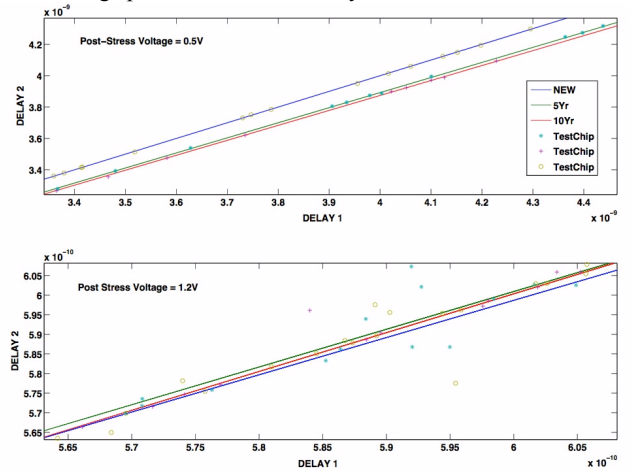 x 10⁻⁹
Post-Stress Voltage = 0.5V
4.2
4
3.8
3.6
3.4
DELAY 2
NEW
5Yr
10Yr
TestChip
TestChip
TestChip
3.4 3.5 3.6 3.7 3.8 3.9 4 4.1 4.2 4.3 4.4
DELAY 1
x 10⁻⁹
x 10⁻¹⁰
Post Stress Voltage = 1.2V
6.05
6
5.95
5.9
5.85
5.8
5.75
5.7
5.65
DELAY 2
5.65 5.7 5.75 5.8 5.85 5.9 5.95 6 6.05
DELAY 1
x 10⁻¹⁰